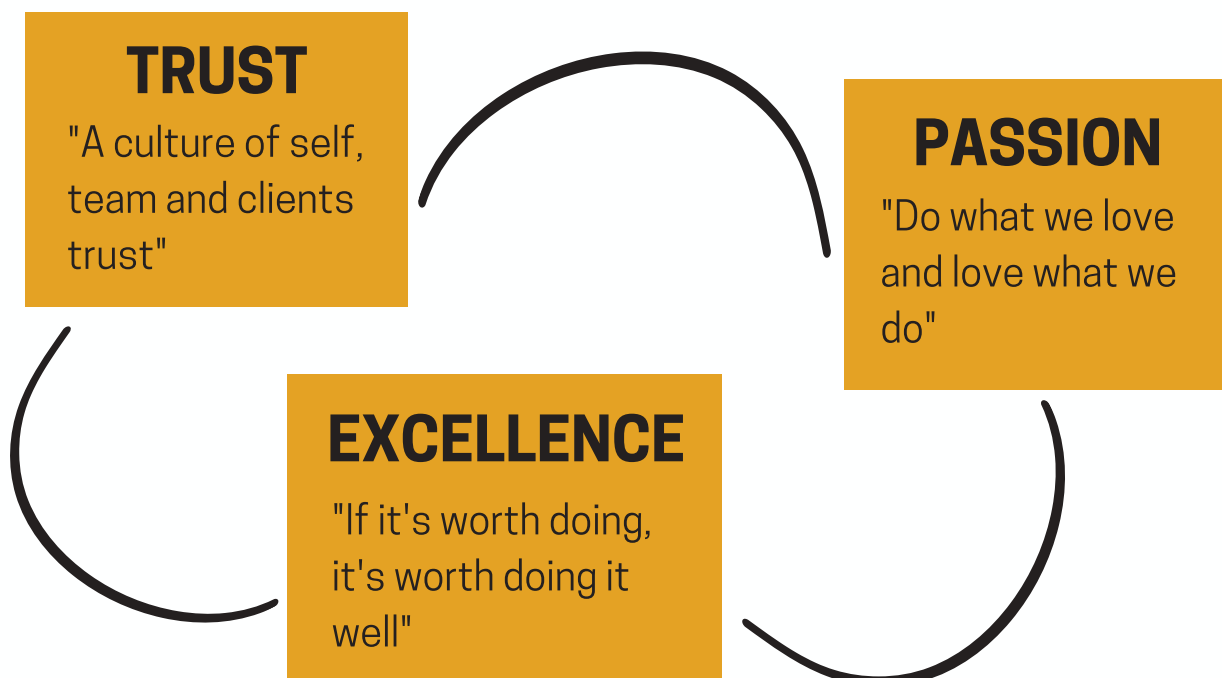 TRUST
"A culture of self,
team and clients
trust"
PASSION
"Do what we love
and love what we
do"
EXCELLENCE
"If it's worth doing,
it's worth doing it
well"